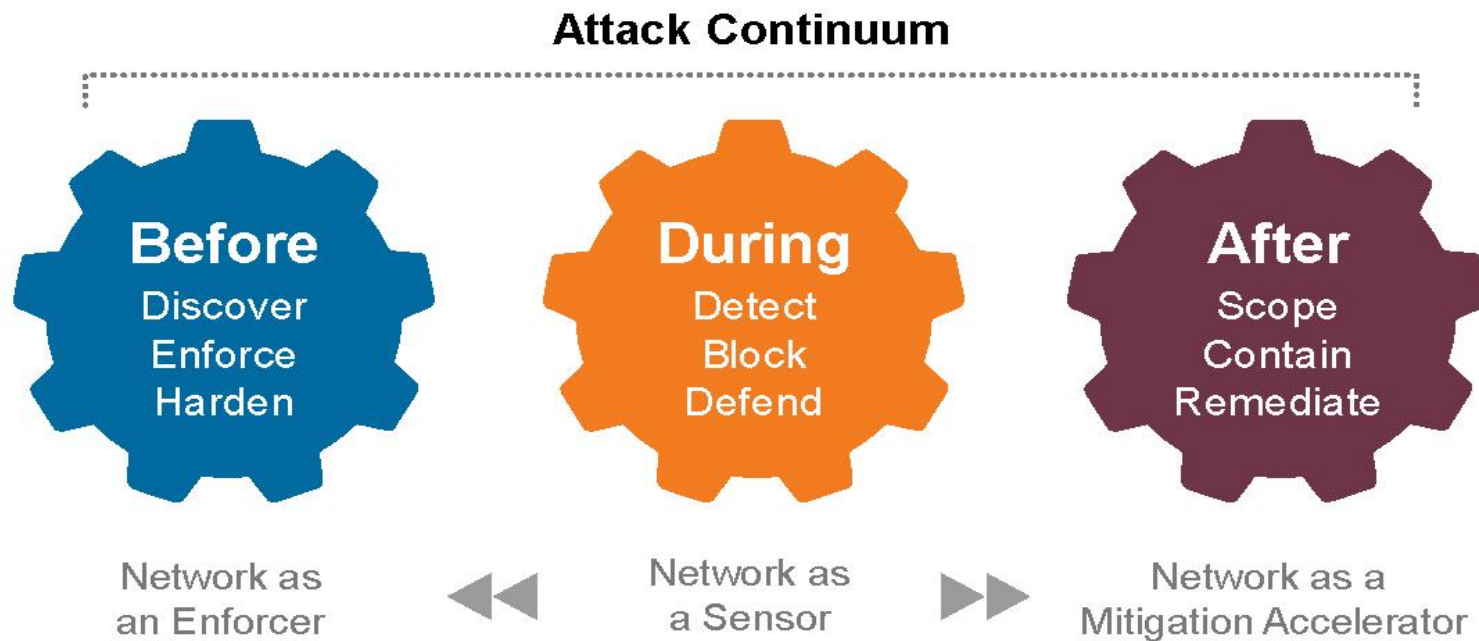 Attack Continuum
Before
Discover
Enforce
Harden
During
Detect
Block
Defend
After
Scope
Contain
Remediate
Network as
an Enforcer
Network as
a Sensor
Network as a
Mitigation Accelerator